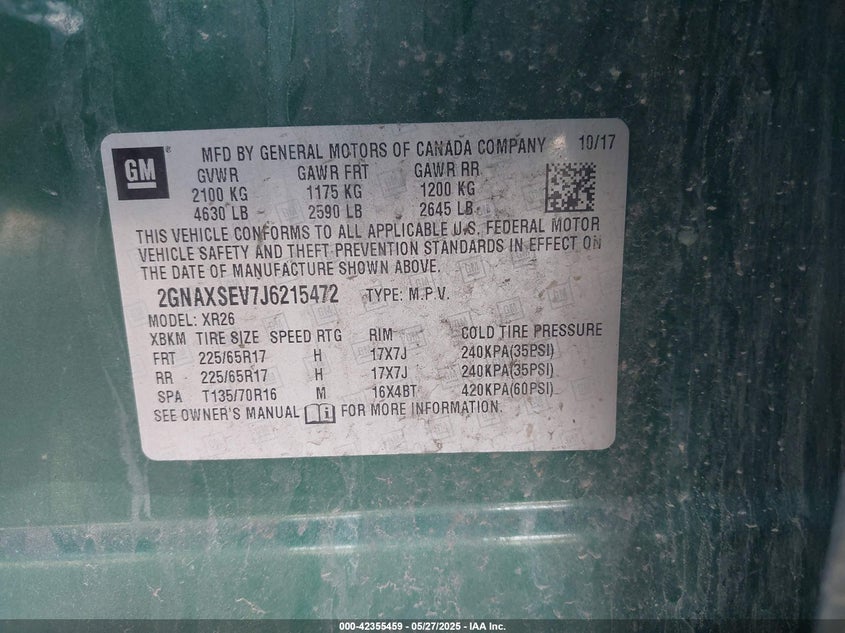 GM
MFD BY GENERAL MOTORS OF CANADA COMPANY 10/17
GVWR GAWR FRT GAWR RR
2100 KG 1175 KG 1200 KG
4630 LB 2590 LB 2645 LB
THIS VEHICLE CONFORMS TO ALL APPLICABLE U.S. FEDERAL MOTOR
VEHICLE SAFETY AND THEFT PREVENTION STANDARDS IN EFFECT ON
THE DATE OF MANUFACTURE SHOWN ABOVE.
2GNAXSEV7J6215472 TYPE: M.P.V.
MODEL: XR26
XBKM TIRE SIZE SPEED RTG RIM COLD TIRE PRESSURE
FRT 225/65R17 H 17X7J 240KPA(35PSI)
RR 225/65R17 H 17X7J 240KPA(35PSI)
SPA T135/70R16 M 16X4BT 420KPA(60PSI)
SEE OWNER'S MANUAL i FOR MORE INFORMATION.
000-42355459 - 05/27/2025 - IAA Inc.